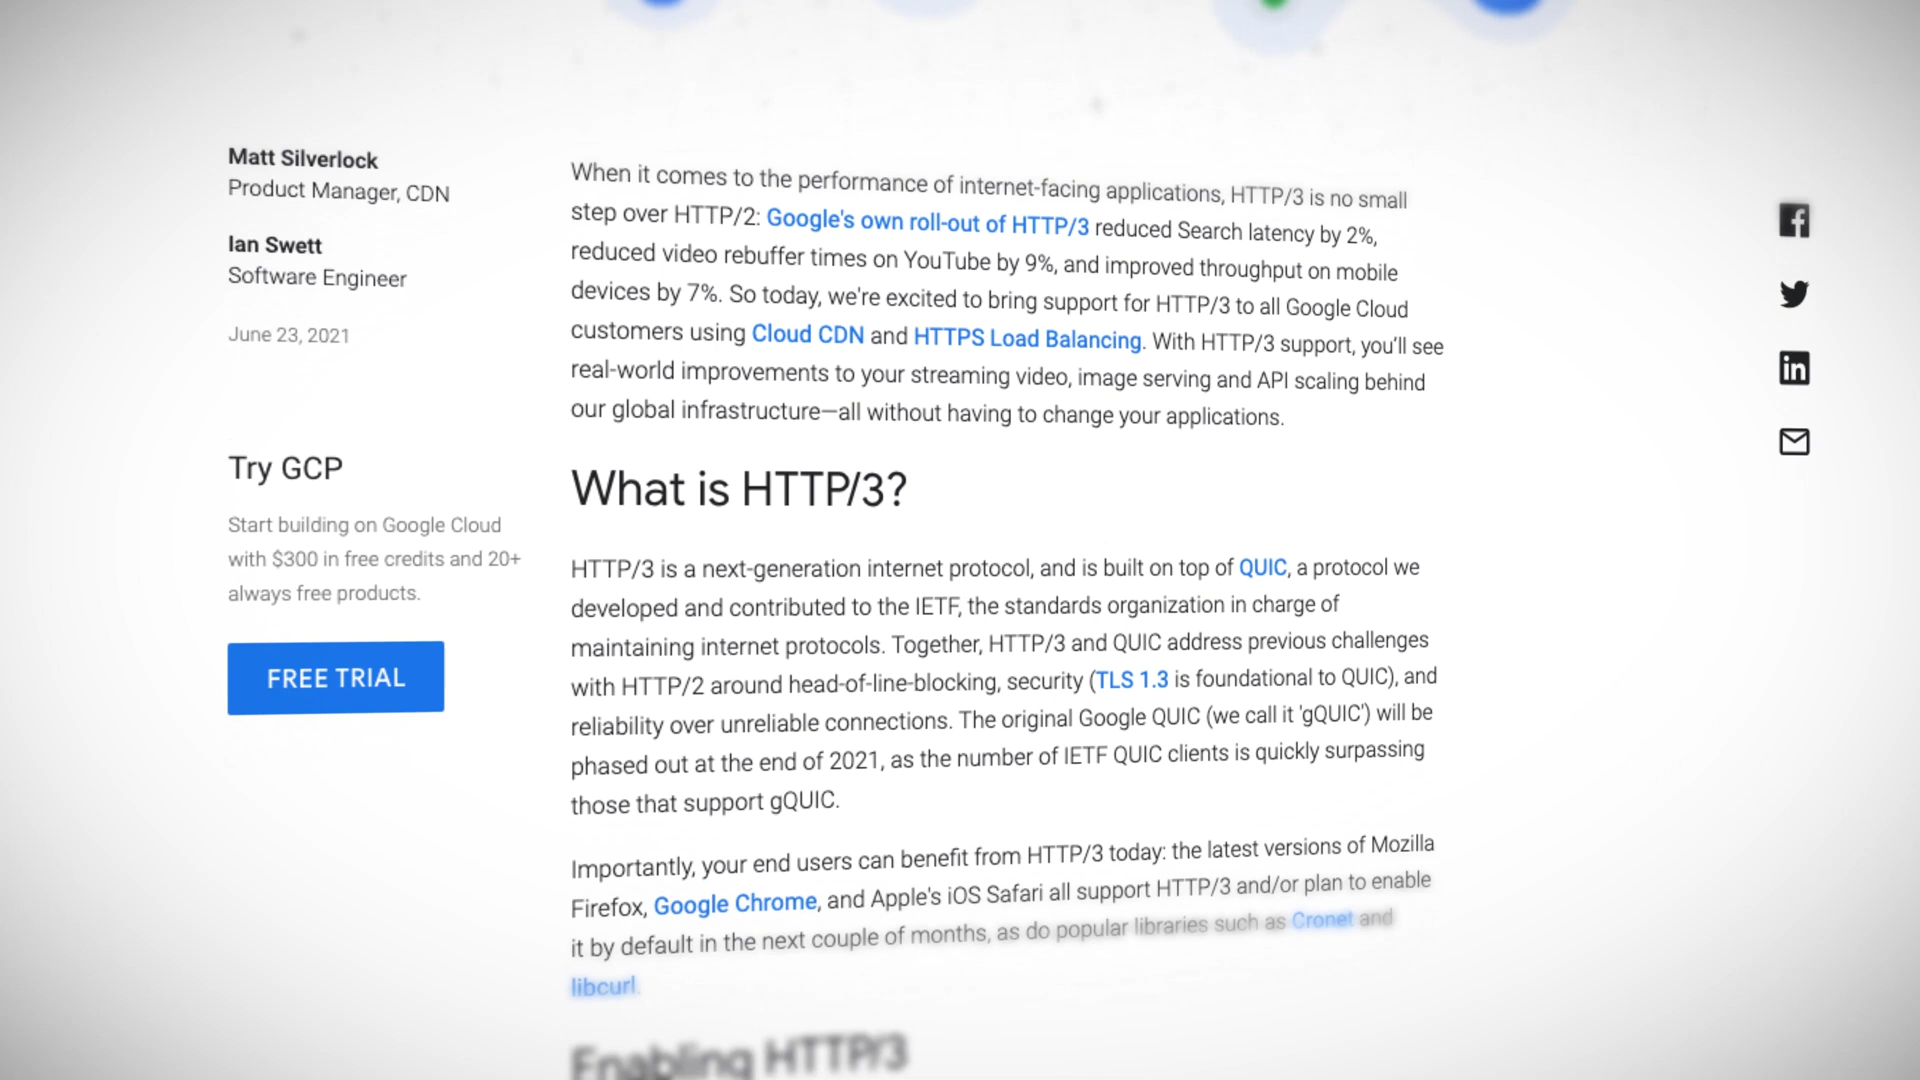 Matt Silverlock
Product Manager, CDN
Ian Swett
Software Engineer
June 23, 2021
Try GCP
Start building on Google Cloud
with $300 in free credits and 20+
always free products.
FREE TRIAL
When it comes to the performance of internet-facing applications, HTTP/3 is no small
step over HTTP/2: Google's own roll-out of HTTP/3 reduced Search latency by 2%,
reduced video rebuffer times on YouTube by 9%, and improved throughput on mobile
devices by 7%. So today, we're excited to bring support for HTTP/3 to all Google Cloud
customers using Cloud CDN and HTTPS Load Balancing. With HTTP/3 support, you'll see
real-world improvements to your streaming video, image serving and API scaling behind
our global infrastructure—all without having to change your applications.
What is HTTP/3?
HTTP/3 is a next-generation internet protocol, and is built on top of QUIC, a protocol we
developed and contributed to the IETF, the standards organization in charge of
maintaining internet protocols. Together, HTTP/3 and QUIC address previous challenges
with HTTP/2 around head-of-line-blocking, security (TLS 1.3 is foundational to QUIC), and
reliability over unreliable connections. The original Google QUIC (we call it 'gQUIC') will be
phased out at the end of 2021, as the number of IETF QUIC clients is quickly surpassing
those that support gQUIC.
Importantly, your end users can benefit from HTTP/3 today: the latest versions of Mozilla
Firefox, Google Chrome, and Apple's iOS Safari all support HTTP/3 and/or plan to enable
it by default in the next couple of months, as do popular libraries such as Cronet and
libcurl.
Enabling HTTP/3